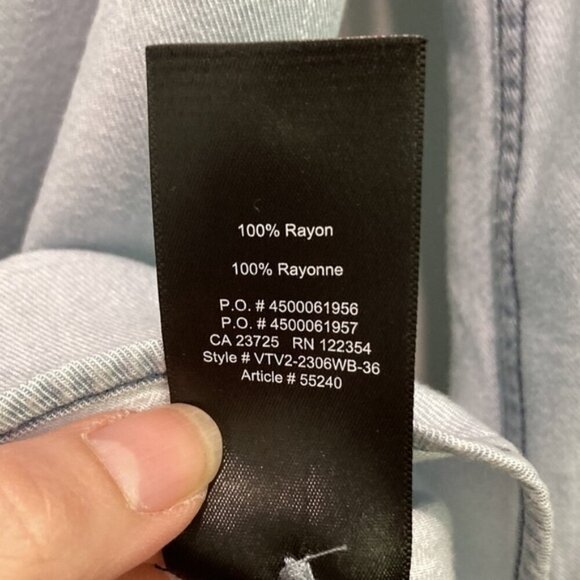 100% Rayon
100% Rayonne
P.O. # 4500061956
P.O. # 4500061957
CA 23725 RN 122354
Style # VTV2-2306WB-36
Article # 55240